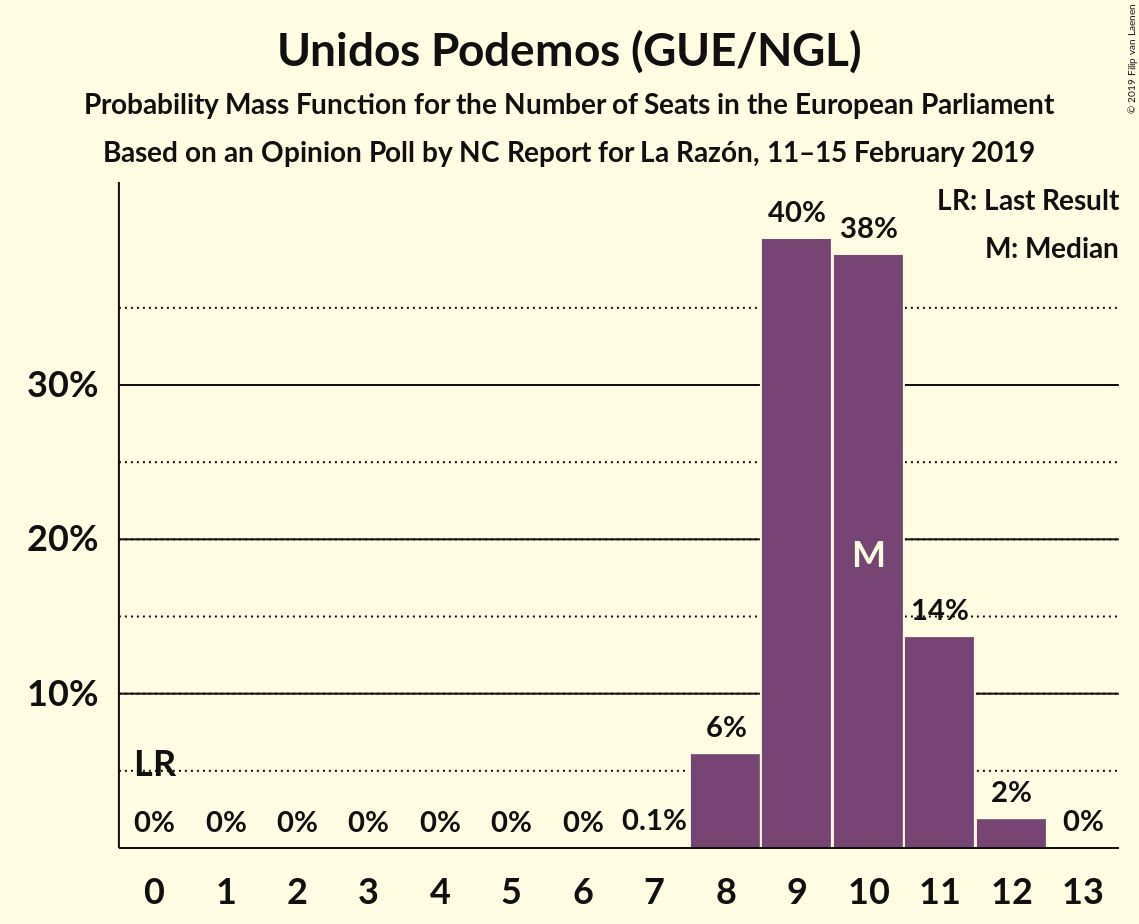 Unidos Podemos (GUE/NGL)
Probability Mass Function for the Number of Seats in the European Parliament
Based on an Opinion Poll by NC Report for La Razón, 11–15 February 2019
© 2019 Filip van Laenen
LR: Last Result
M: Median
40%
38%
30%
20%
M
14%
10%
6%
LR
2%
0% 0% 0% 0% 0% 0% 0% 0.1% 0%
0 1 2 3 4 5 6 7 8 9 10 11 12 13